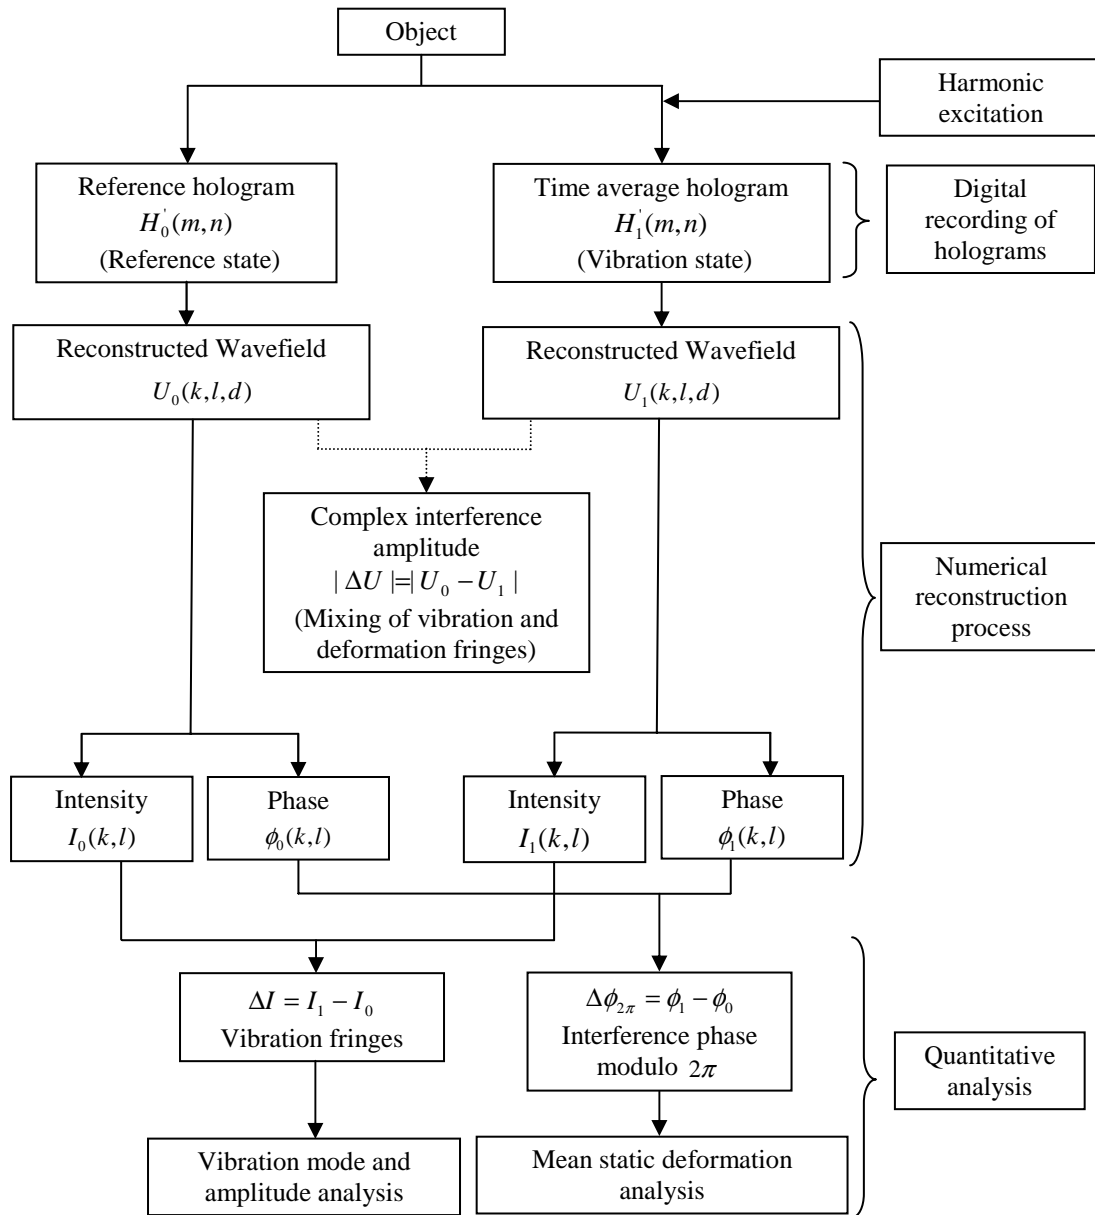 Object
Harmonic
excitation
Reference hologram
H₀'(m,n)
(Reference state)
Time average hologram
H₁'(m,n)
(Vibration state)
Digital
recording of
holograms
Reconstructed Wavefield
U₀(k,l,d)
Reconstructed Wavefield
U₁(k,l,d)
Complex interference
amplitude
| ΔU |=| U₀ − U₁ |
(Mixing of vibration and
deformation fringes)
Numerical
reconstruction
process
Intensity
I₀(k,l)
Phase
ϕ₀(k,l)
Intensity
I₁(k,l)
Phase
ϕ₁(k,l)
ΔI = I₁ − I₀
Vibration fringes
Δϕ₂π = ϕ₁ − ϕ₀
Interference phase
modulo 2π
Quantitative
analysis
Vibration mode and
amplitude analysis
Mean static deformation
analysis